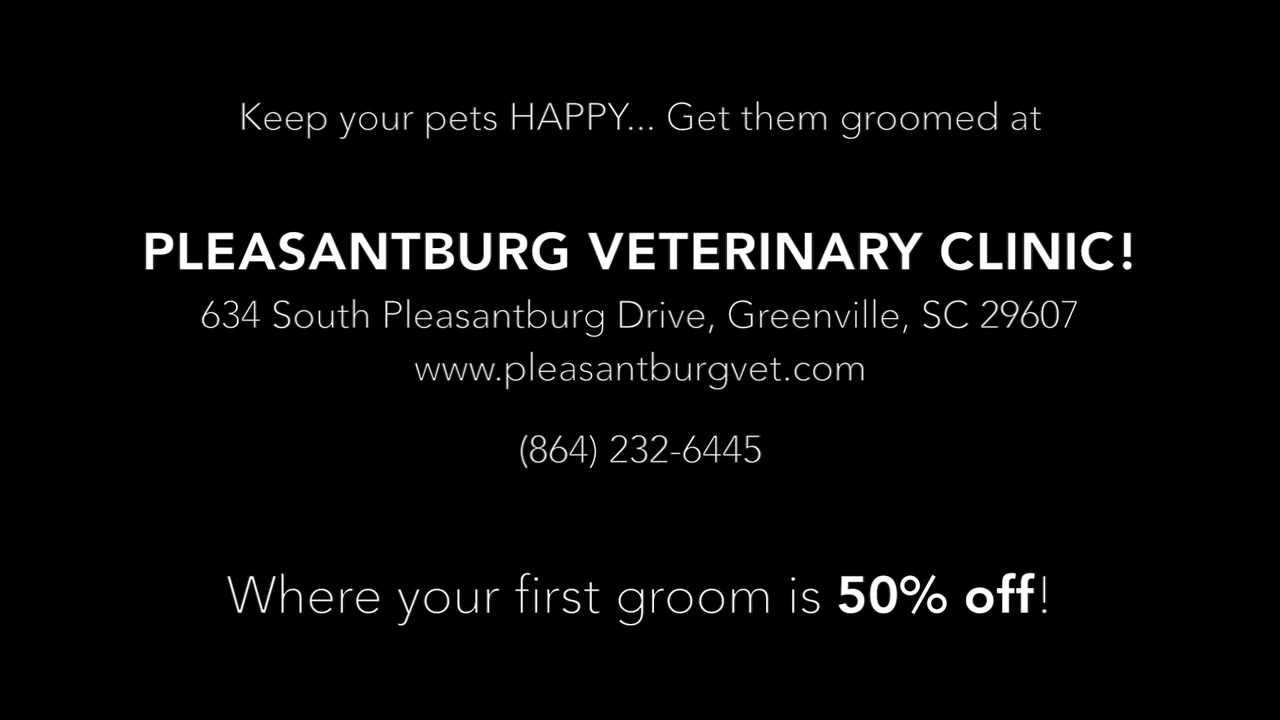 Keep your pets HAPPY... Get them groomed at
PLEASANTBURG VETERINARY CLINIC!
634 South Pleasantburg Drive, Greenville, SC 29607
www.pleasantburgvet.com
(864) 232-6445
Where your first groom is 50% off!